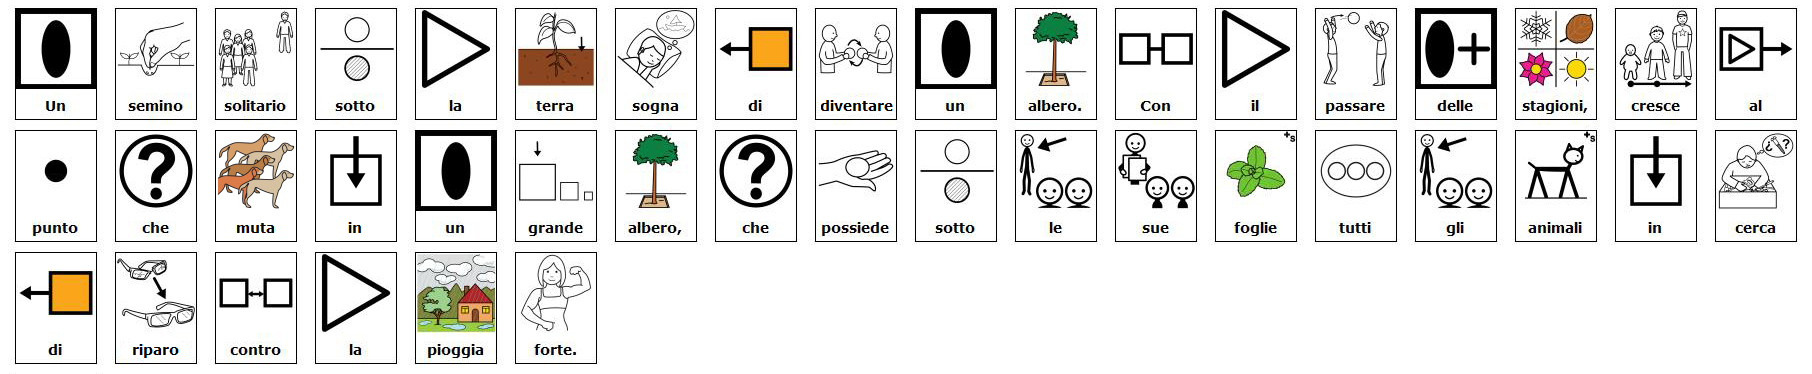 Un semino solitario sotto la terra sogna di diventare un albero. Con il passare delle stagioni, cresce al
punto che muta in un grande albero, che possiede sotto le sue foglie tutti gli animali in cerca
di riparo contro la pioggia forte.